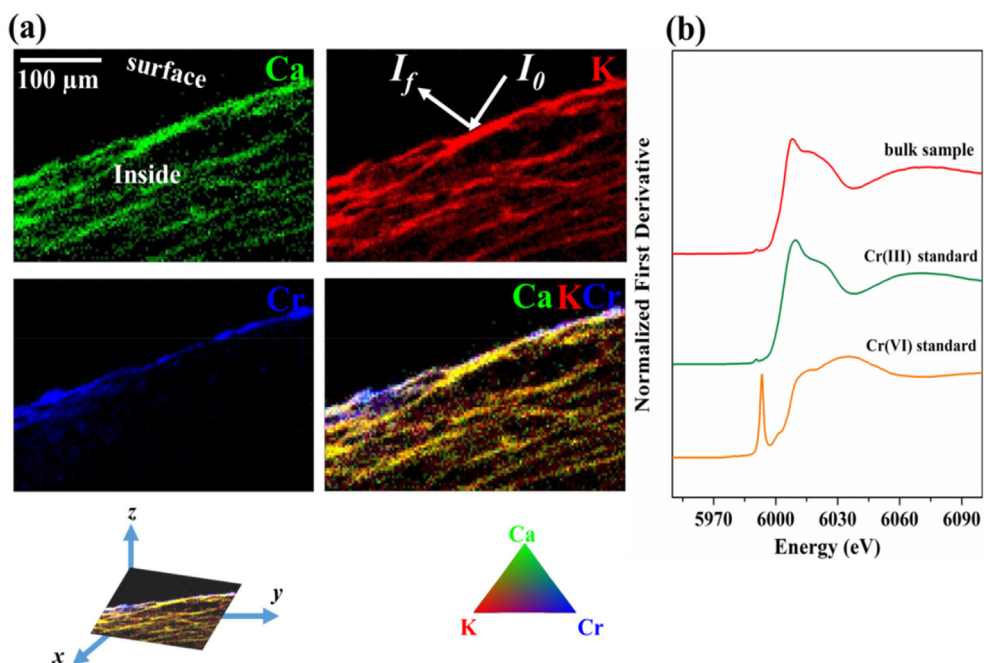 (a)
100 µm
surface
Ca
Inside
I_f
I_0
K
Cr
CaKCr
z
y
x
Ca
K
Cr
(b)
Normalized First Derivative
bulk sample
Cr(III) standard
Cr(VI) standard
5970 6000 6030 6060 6090
Energy (eV)